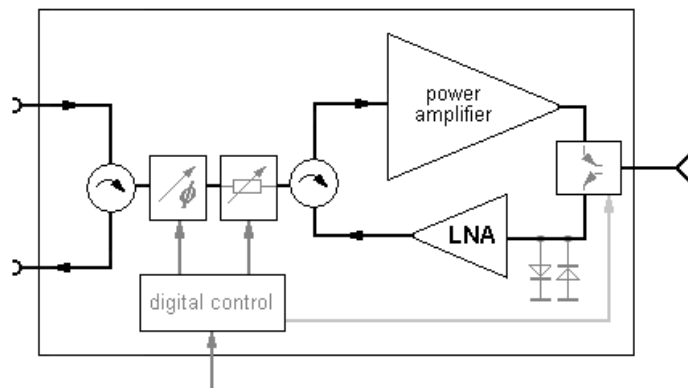 power
amplifier
ϕ
LNA
digital control